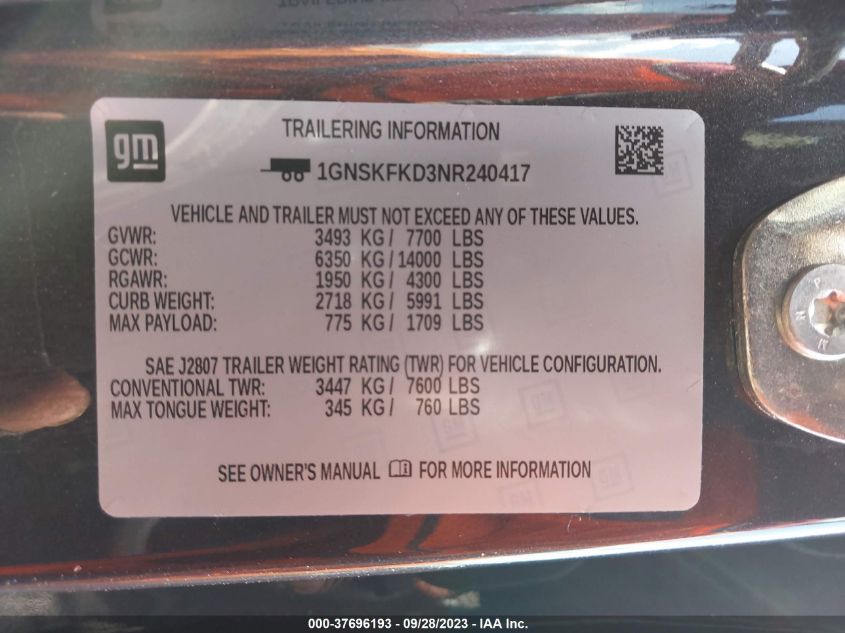 gm
TRAILERING INFORMATION
1GNSKFKD3NR240417
VEHICLE AND TRAILER MUST NOT EXCEED ANY OF THESE VALUES.
GVWR: 3493 KG / 7700 LBS
GCWR: 6350 KG / 14000 LBS
RGAWR: 1950 KG / 4300 LBS
CURB WEIGHT: 2718 KG / 5991 LBS
MAX PAYLOAD: 775 KG / 1709 LBS
SAE J2807 TRAILER WEIGHT RATING (TWR) FOR VEHICLE CONFIGURATION.
CONVENTIONAL TWR: 3447 KG / 7600 LBS
MAX TONGUE WEIGHT: 345 KG / 760 LBS
SEE OWNER'S MANUAL FOR MORE INFORMATION
000-37696193 - 09/28/2023 - IAA Inc.